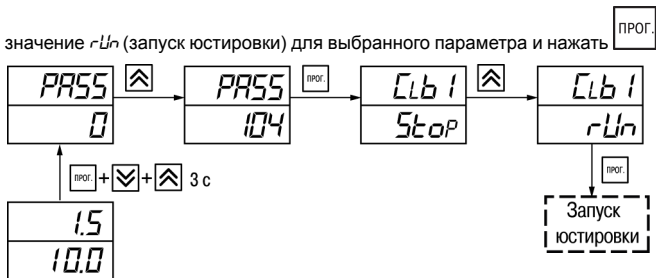 ПРОГ.
значение rUn (запуск юстировки) для выбранного параметра и нажать
PASS
0
PASS
ПРОГ.
104
CLb1
StoP
CLb1
rUn
ПРОГ. + + 3 с
ПРОГ.
1.5
10.0
Запуск
юстировки